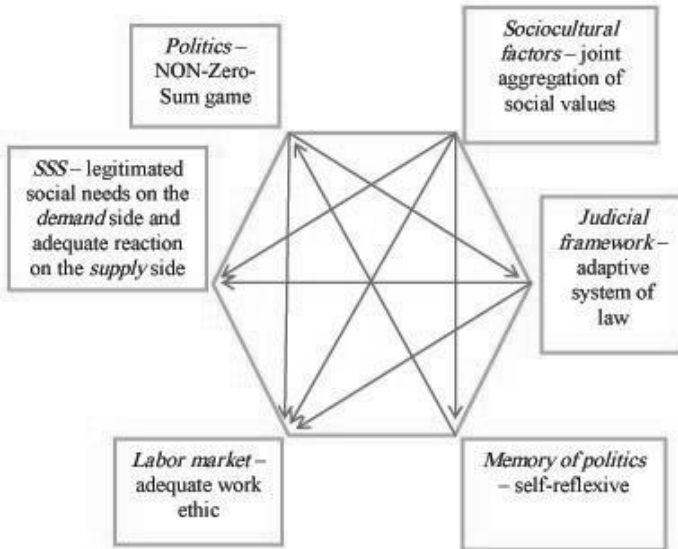 Politics –
NON-Zero-
Sum game
Sociocultural
factors – joint
aggregation of
social values
SSS – legitimated
social needs on the
demand side and
adequate reaction
on the supply side
Judicial
framework –
adaptive
system of
law
Labor market –
adequate work
ethic
Memory of politics
– self-reflexive